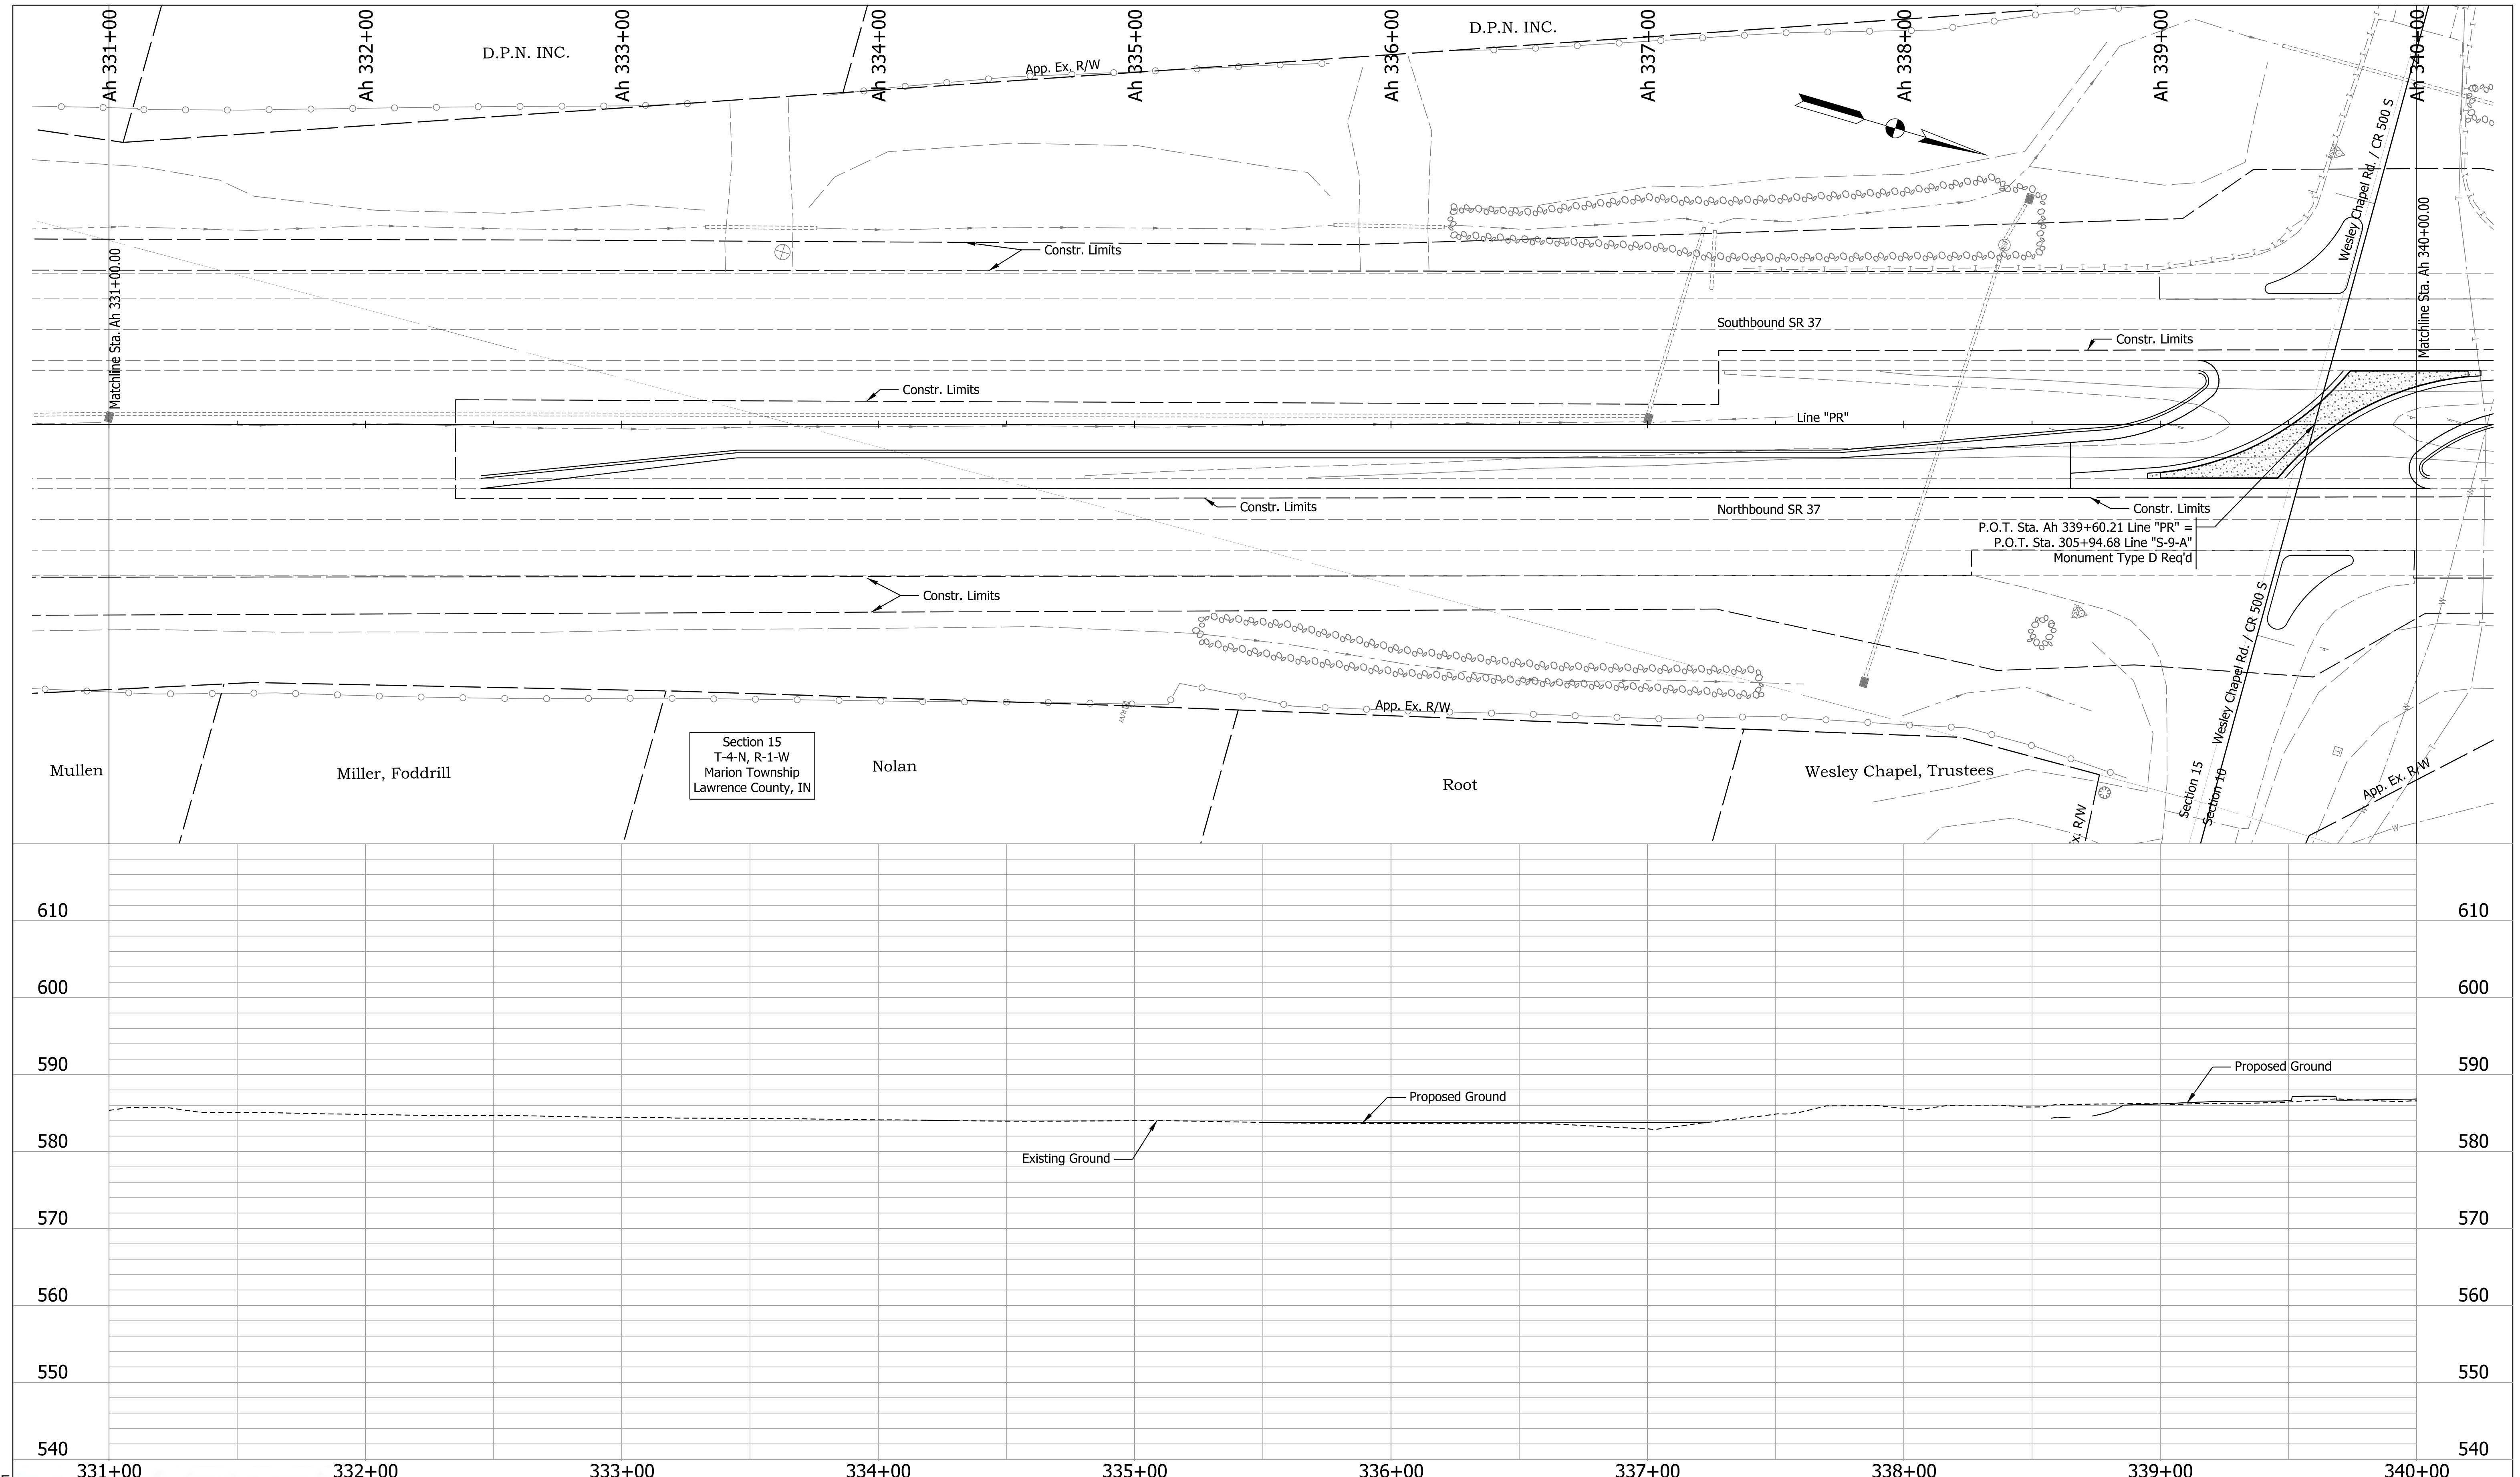 Ah 331+00
Ah 332+00
Ah 333+00
Ah 334+00
Ah 335+00
Ah 336+00
Ah 337+00
Ah 338+00
Ah 339+00
Ah 340+00
D.P.N. INC.
D.P.N. INC.
App. Ex. R/W
Wesley Chapel Rd. / CR 500 S
Matchline Sta. Ah 331+00.00
Matchline Sta. Ah 340+00.00
Constr. Limits
Southbound SR 37
Constr. Limits
Constr. Limits
Line "PR"
Constr. Limits
Northbound SR 37
Constr. Limits
P.O.T. Sta. Ah 339+60.21 Line "PR" =
P.O.T. Sta. 305+94.68 Line "S-9-A"
Monument Type D Req'd
Constr. Limits
Wesley Chapel Rd. / CR 500 S
App. Ex. R/W
R/W
Section 15
T-4-N, R-1-W
Marion Township
Lawrence County, IN
Mullen
Miller, Foddrill
Nolan
Root
Wesley Chapel, Trustees
Ex. R/W
Section 15
Section 10
App. Ex. R/W
610
610
600
600
590
590
Proposed Ground
Proposed Ground
580
580
Existing Ground
570
570
560
560
550
550
540
540
331+00
332+00
333+00
334+00
335+00
336+00
337+00
338+00
339+00
340+00